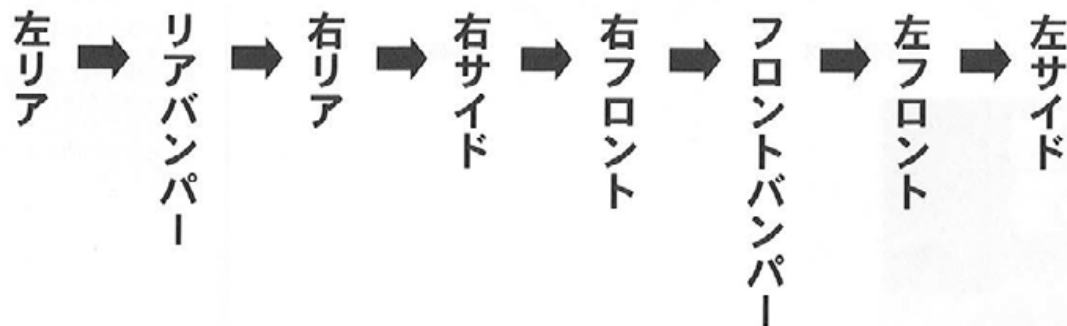 左リア
リアバンパー
右リア
右サイド
右フロント
フロントバンパー
左フロント
左サイド